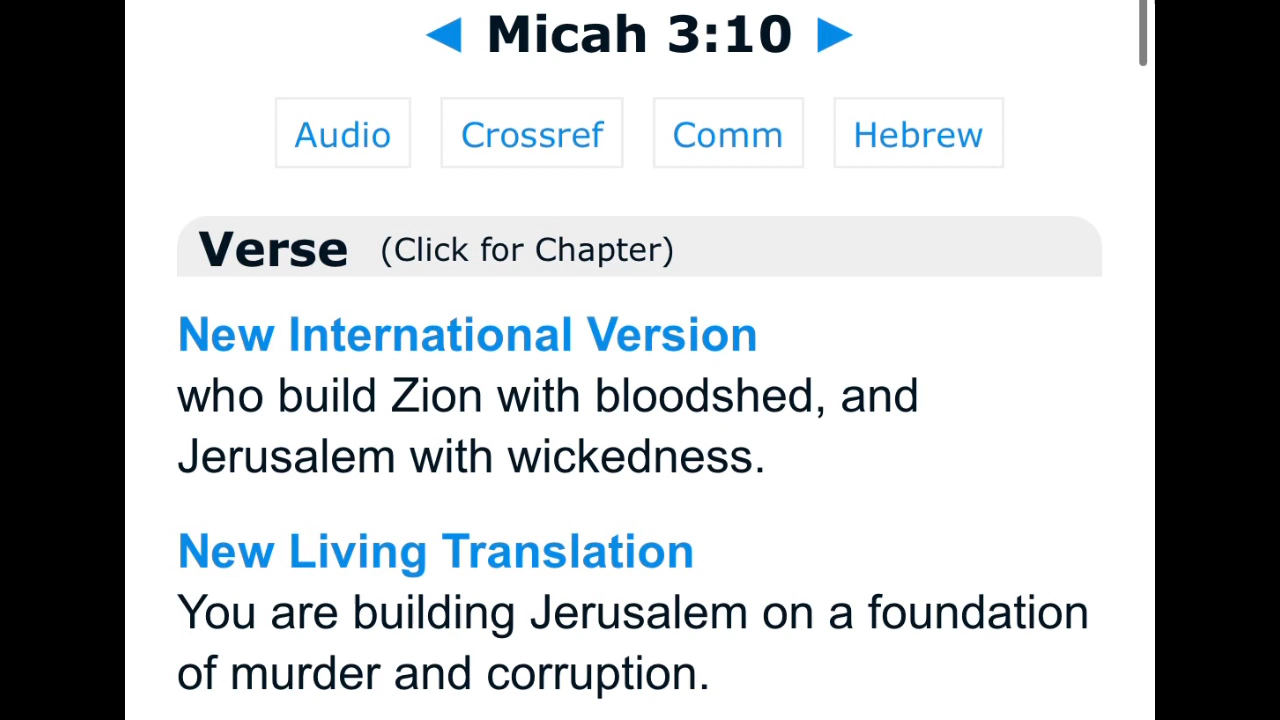 ◀ Micah 3:10 ▶
Audio Crossref Comm Hebrew
Verse (Click for Chapter)
New International Version
who build Zion with bloodshed, and
Jerusalem with wickedness.
New Living Translation
You are building Jerusalem on a foundation
of murder and corruption.